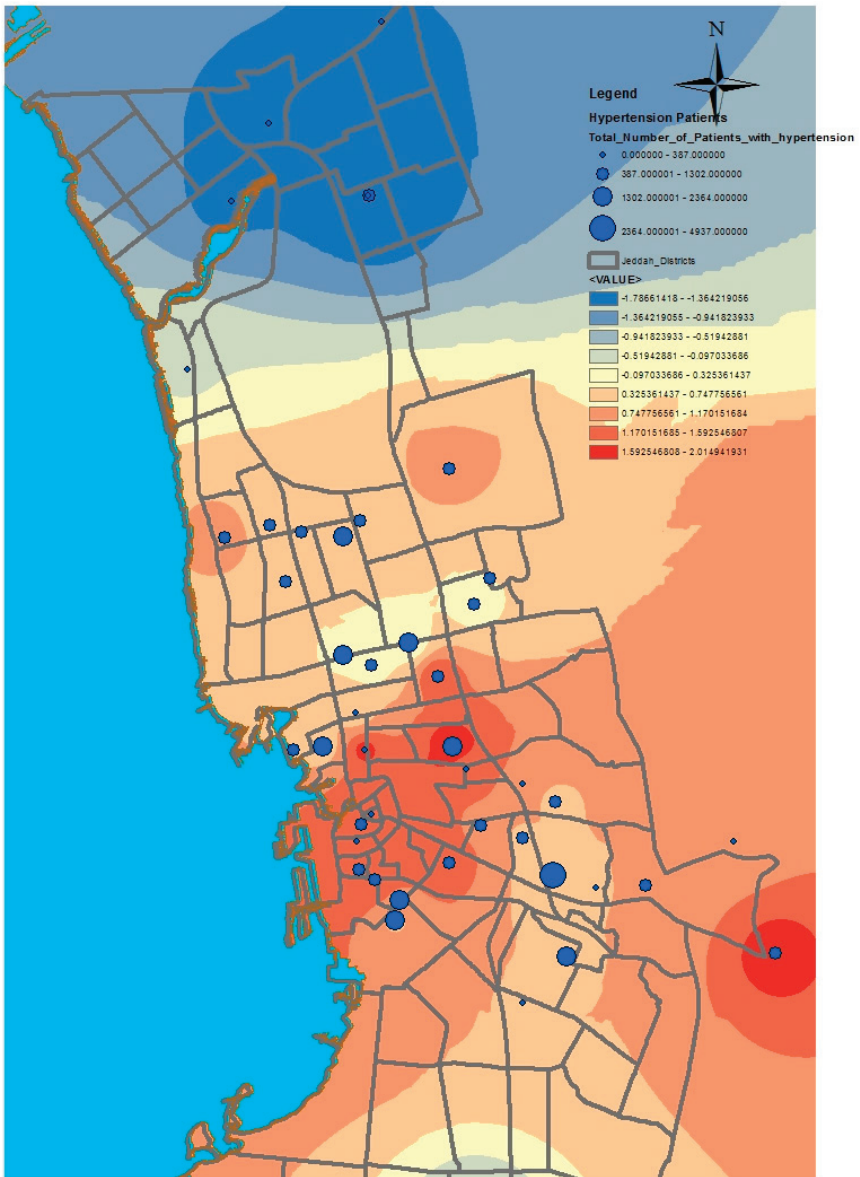 N
Legend
Hypertension Patients
Total_Number_of_Patients_with_hypertension
0.000000 - 387.000000
387.000001 - 1302.000000
1302.000001 - 2364.000000
2364.000001 - 4937.000000
Jeddah_Districts
<VALUE>
-1.78661418 - -1.364219056
-1.364219055 - -0.941823933
-0.941823933 - -0.51942881
-0.51942881 - -0.097033686
-0.097033686 - 0.325361437
0.325361437 - 0.747756561
0.747756561 - 1.170151684
1.170151685 - 1.592546807
1.592546808 - 2.014941931